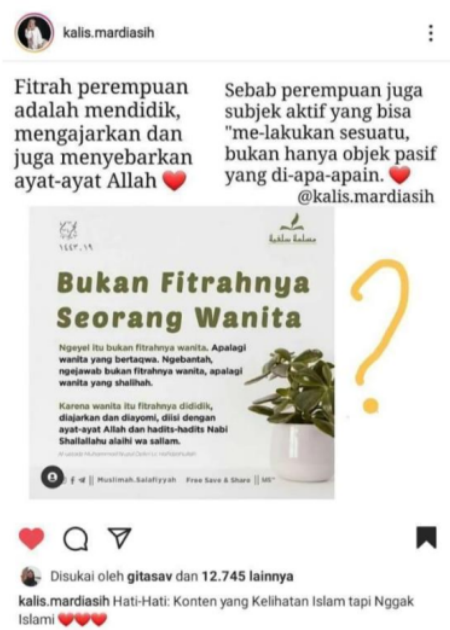 kalis.mardiasih
Fitrah perempuan
adalah mendidik,
mengajarkan dan
juga menyebarkan
ayat-ayat Allah ❤️
Sebab perempuan juga
subjek aktif yang bisa
"me-lakukan sesuatu,
bukan hanya objek pasif
yang di-apa-apain. ❤️
@kalis.mardiasih
Bukan Fitrahnya
Seorang Wanita
Ngeyel itu bukan fitrahnya wanita. Apalagi
wanita yang bertaqwa. Ngebantah,
ngejawab bukan fitrahnya wanita, apalagi
wanita yang shalihah.
Karena wanita itu fitrahnya dididik,
diajarkan dan diayomi, diisi dengan
ayat-ayat Allah dan hadits-hadits Nabi
Shallallahu alaihi wa sallam.
|| Muslimah.Salafiyyah Free Save & Share ||
?
Disukai oleh gitasav dan 12.745 lainnya
kalis.mardiasih Hati-Hati: Konten yang Kelihatan Islam tapi Nggak
Islami ❤️❤️❤️